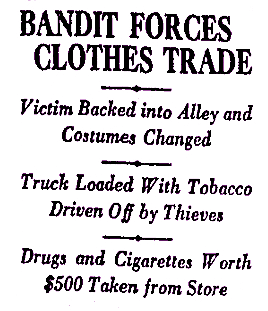 BANDIT FORCES
CLOTHES TRADE
Victim Backed into Alley and
Costumes Changed
Truck Loaded With Tobacco
Driven Off by Thieves
Drugs and Cigarettes Worth
$500 Taken from Store